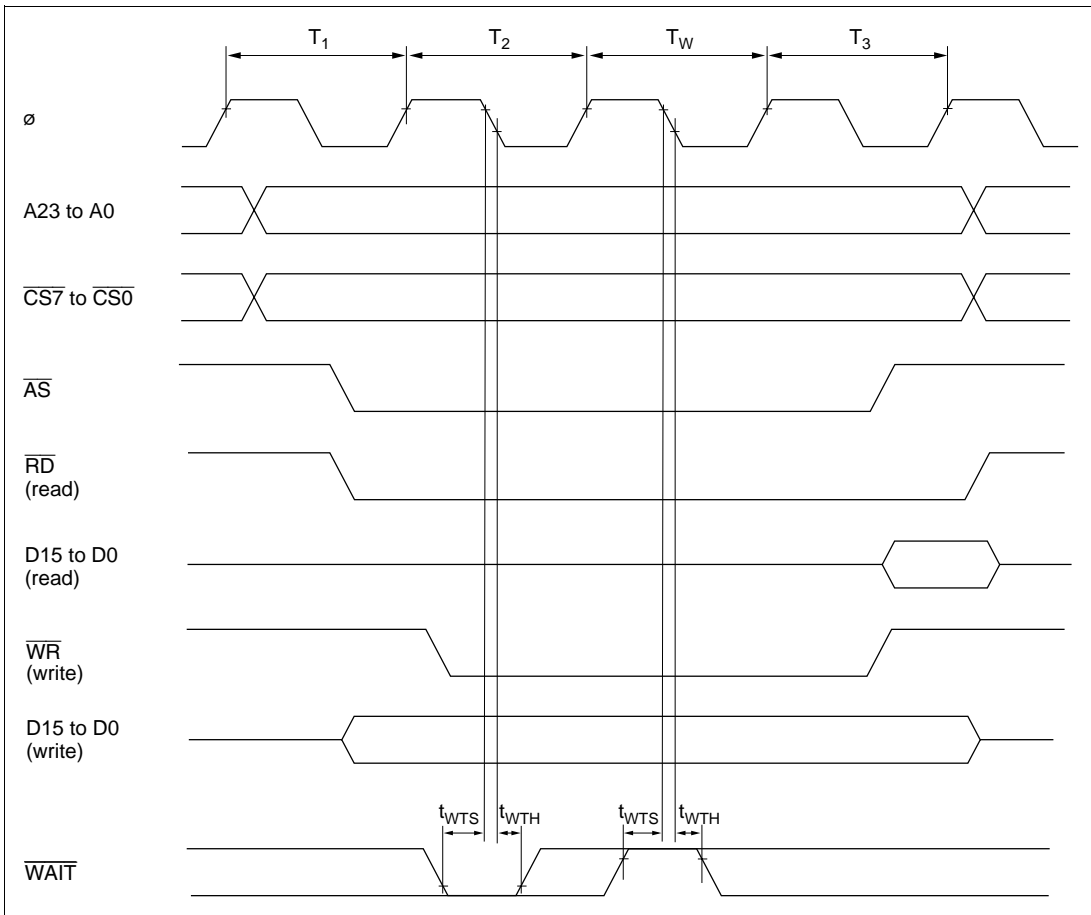 T1 T2 TW T3
ø
A23 to A0
CS7 to CS0
AS
RD
(read)
D15 to D0
(read)
WR
(write)
D15 to D0
(write)
tWTS tWTH tWTS tWTH
WAIT